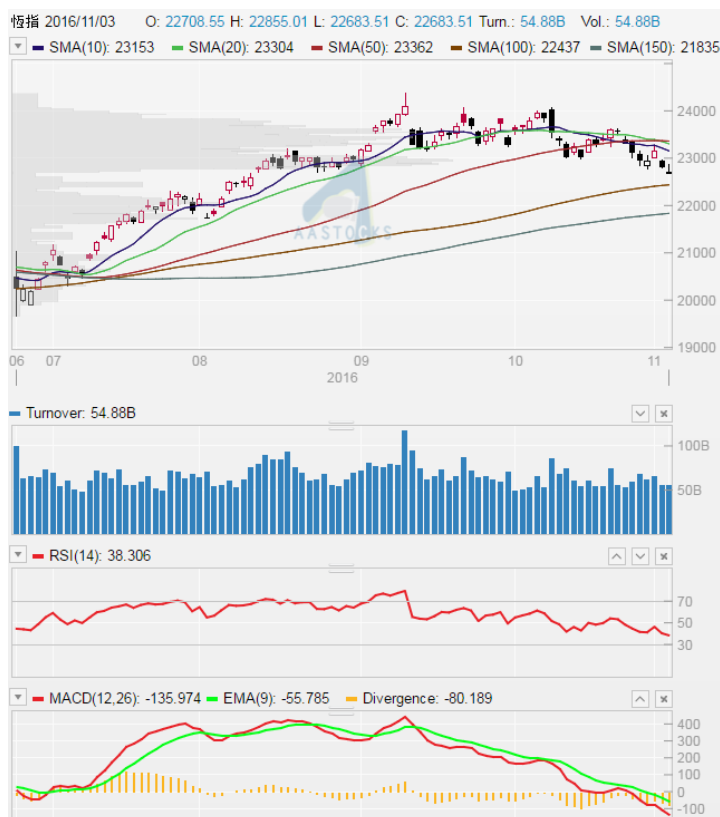 恆指 2016/11/03 O: 22708.55 H: 22855.01 L: 22683.51 C: 22683.51 Turn.: 54.88B Vol.: 54.88B
SMA(10): 23153 SMA(20): 23304 SMA(50): 23362 SMA(100): 22437 SMA(150): 21835
24000
23000
22000
AASTOCKS
21000
20000
19000
06 07 08 09 10 11
2016
Turnover: 54.88B
100B
50B
RSI(14): 38.306
70
50
30
MACD(12,26): -135.974 EMA(9): -55.785 Divergence: -80.189
400
300
200
100
0
-100